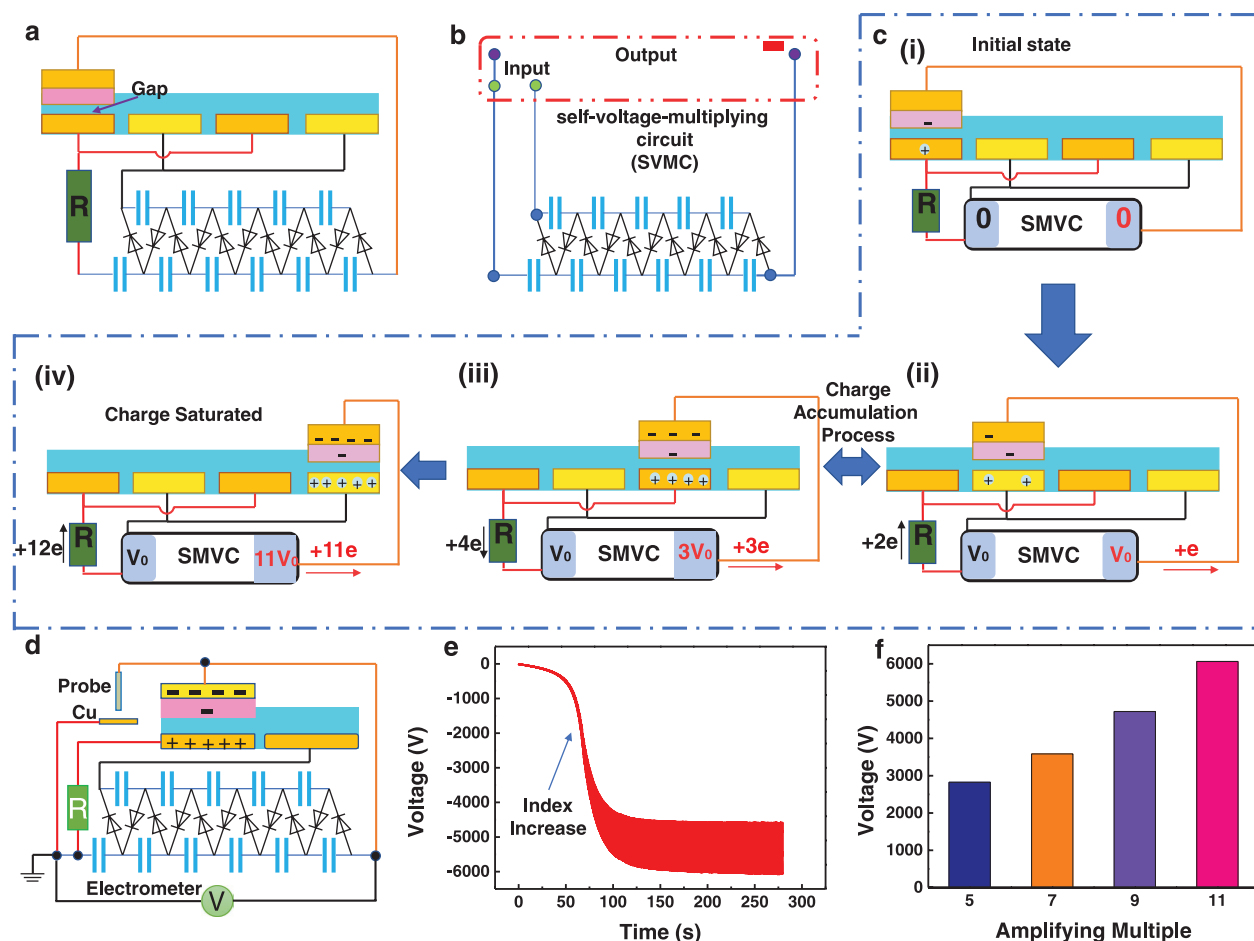 a
Gap
R
b
Output
Input
self-voltage-multiplying
circuit
(SVMC)
c
(i)
Initial state
-
+
R
0
SMVC
0
(iv)
Charge Saturated
- - - -
-
+ + + + +
+12e
R
V₀
SMVC
11V₀
+11e
(iii)
- - -
-
+ + + +
+4e
R
V₀
SMVC
3V₀
+3e
Charge
Accumulation
Process
(ii)
-
-
+ +
+2e
R
V₀
SMVC
V₀
+e
d
Probe
Cu
- - - -
-
+ + + + +
R
Electrometer
V
e
Voltage (V)
0
-1000
-2000
-3000
-4000
-5000
-6000
Index
Increase
0 50 100 150 200 250 300
Time (s)
f
Voltage (V)
6000
5000
4000
3000
2000
1000
0
5 7 9 11
Amplifying Multiple